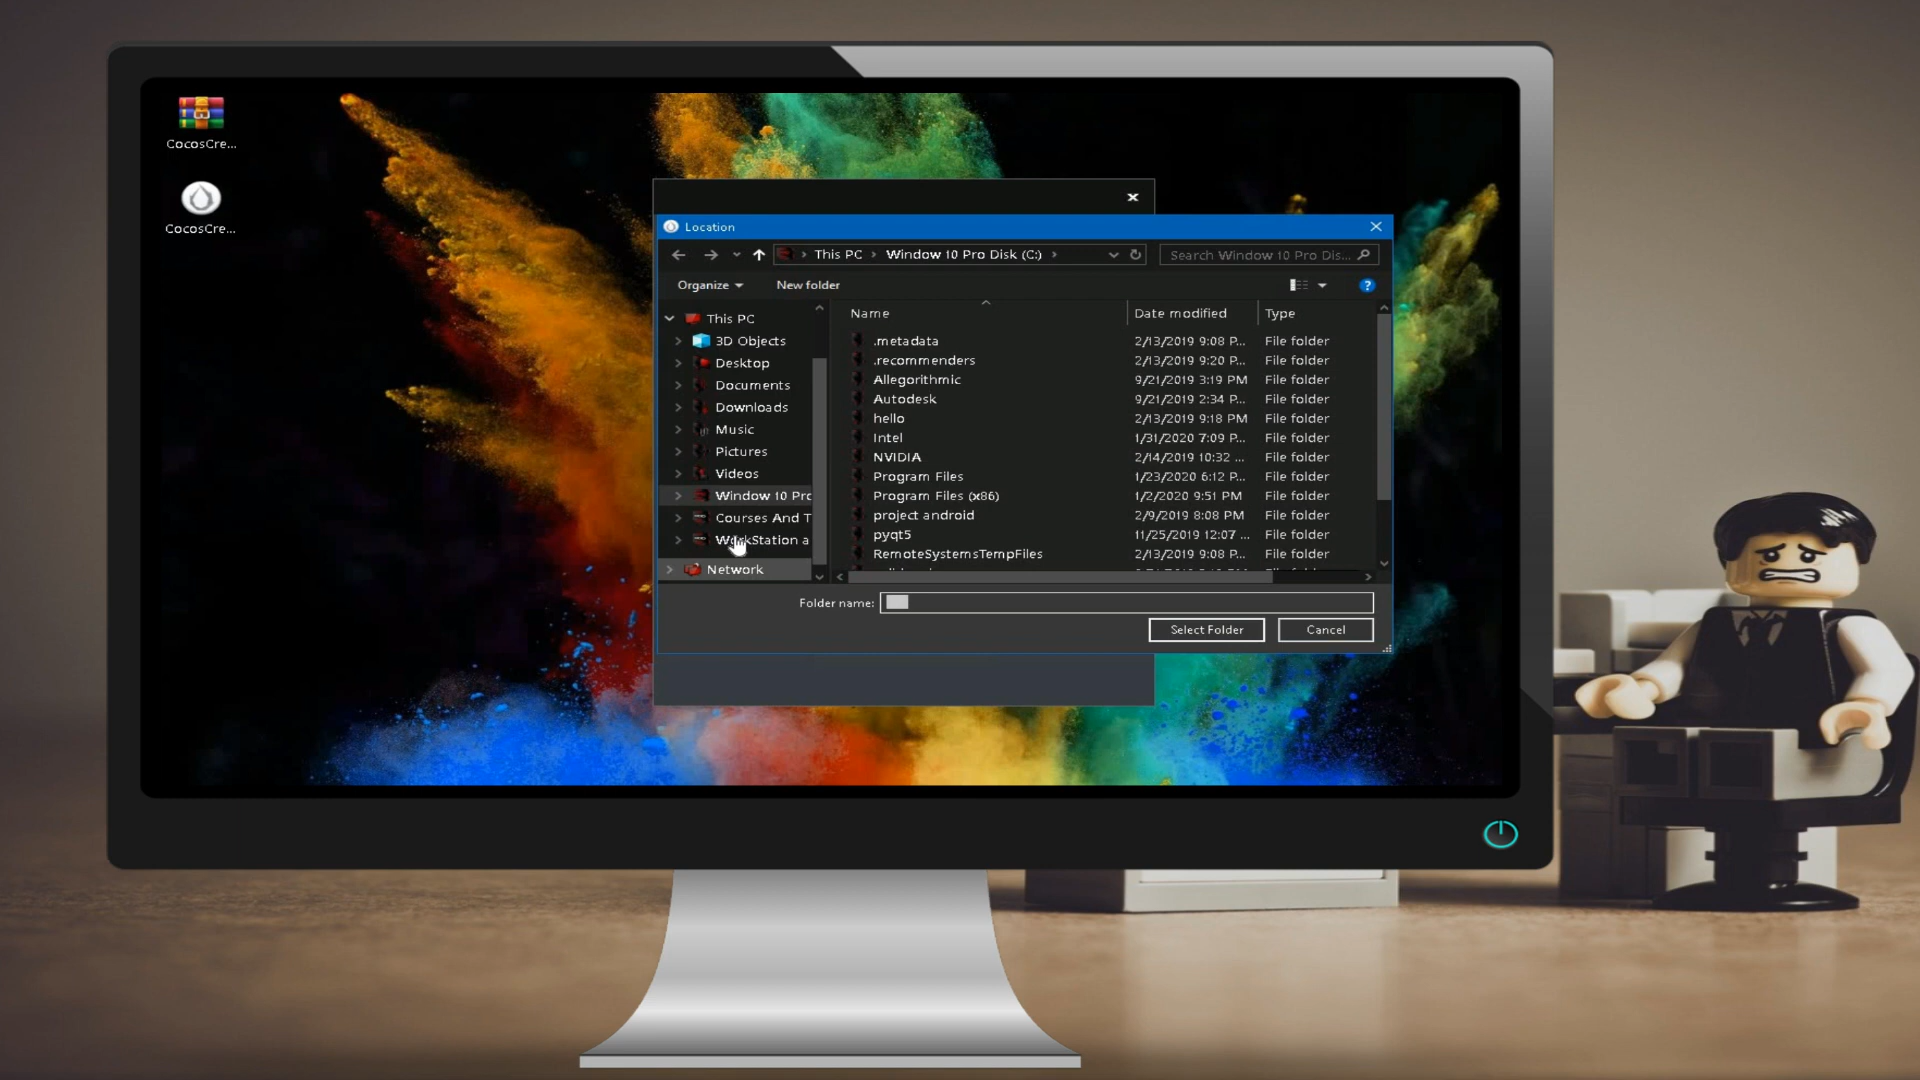 CocosCre...
CocosCre...
Location
This PC
Window 10 Pro Disk (C:)
Search Window 10 Pro Dis...
Organize
New folder
Name
Date modified
Type
This PC
3D Objects
Desktop
Documents
Downloads
Music
Pictures
Videos
Window 10 Pro
Courses And T
WorkStation a
Network
.metadata 2/13/2019 9:08 P... File folder
.recommenders 2/13/2019 9:20 P... File folder
Allegorithmic 9/21/2019 3:19 PM File folder
Autodesk 9/21/2019 2:34 P... File folder
hello 2/13/2019 9:18 PM File folder
Intel 1/31/2020 7:09 P... File folder
NVIDIA 2/14/2019 10:32 ... File folder
Program Files 1/23/2020 6:12 P... File folder
Program Files (x86) 1/2/2020 9:51 PM File folder
project android 2/9/2019 8:08 PM File folder
pyqt5 11/25/2019 12:07 ... File folder
RemoteSystemsTempFiles 2/13/2019 9:08 P... File folder
Folder name:
Select Folder
Cancel